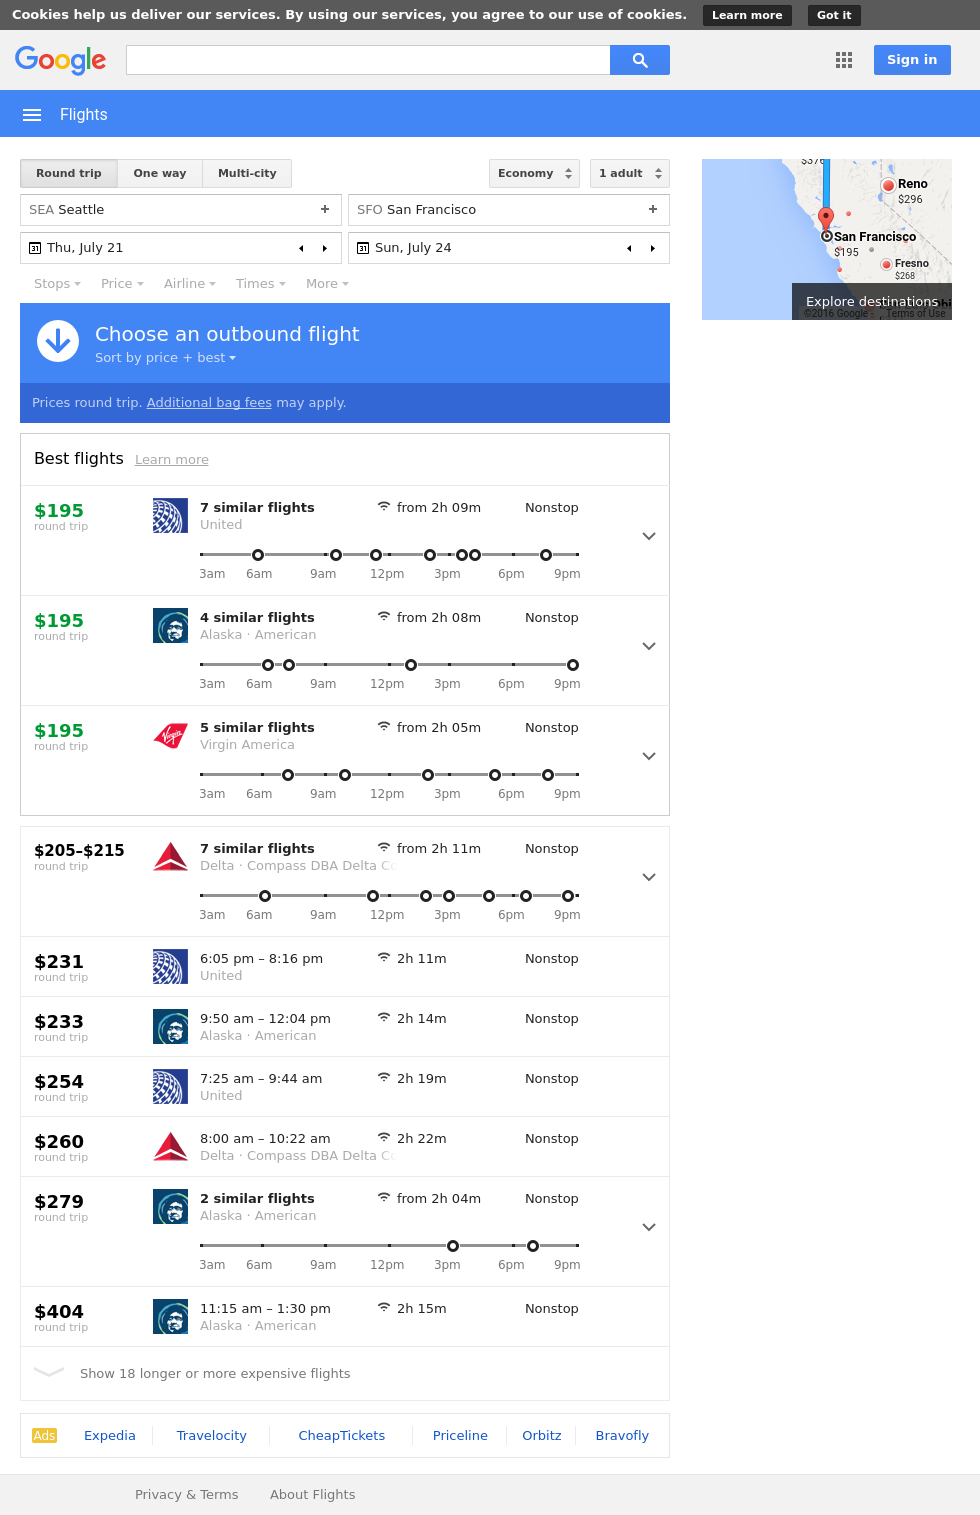 Cookies help us deliver our services. By using our services, you agree to our use of cookies. Learn more Got it
Google Sign in
Flights
Round trip One way Multi-city Economy 1 adult
SEA Seattle + SFO San Francisco +
31 Thu, July 21 31 Sun, July 24
Stops Price Airline Times More
$376
Reno
$296
San Francisco
$195
Fresno
$268
Explore destinations
©2016 Google Terms of Use
Choose an outbound flight
Sort by price + best
Prices round trip. Additional bag fees may apply.
Best flights Learn more
$195 7 similar flights from 2h 09m Nonstop
round trip United
3am 6am 9am 12pm 3pm 6pm 9pm
$195 4 similar flights from 2h 08m Nonstop
round trip Alaska · American
3am 6am 9am 12pm 3pm 6pm 9pm
$195 Virgin 5 similar flights from 2h 05m Nonstop
round trip Virgin America
3am 6am 9am 12pm 3pm 6pm 9pm
$205–$215 7 similar flights from 2h 11m Nonstop
round trip Delta · Compass DBA Delta Co
3am 6am 9am 12pm 3pm 6pm 9pm
$231 6:05 pm – 8:16 pm 2h 11m Nonstop
round trip United
$233 9:50 am – 12:04 pm 2h 14m Nonstop
round trip Alaska · American
$254 7:25 am – 9:44 am 2h 19m Nonstop
round trip United
$260 8:00 am – 10:22 am 2h 22m Nonstop
round trip Delta · Compass DBA Delta Co
$279 2 similar flights from 2h 04m Nonstop
round trip Alaska · American
3am 6am 9am 12pm 3pm 6pm 9pm
$404 11:15 am – 1:30 pm 2h 15m Nonstop
round trip Alaska · American
Show 18 longer or more expensive flights
Ads Expedia Travelocity CheapTickets Priceline Orbitz Bravofly
Privacy & Terms About Flights